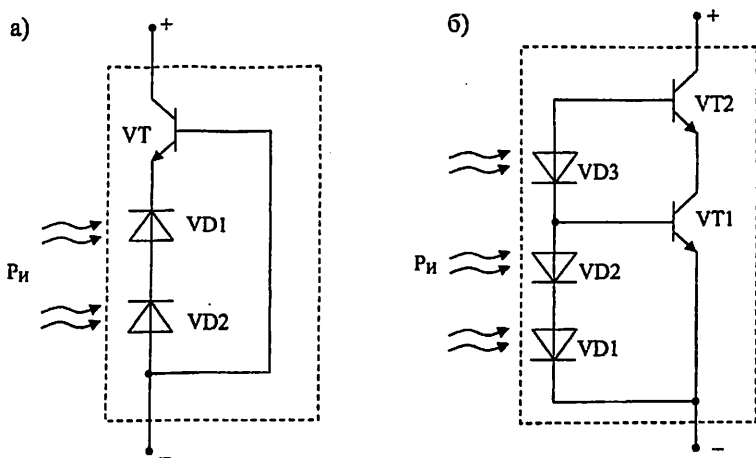 а)
+
VT
VD1
VD2
Pи
−
б)
+
VT2
VD3
VT1
Pи
VD2
VD1
−